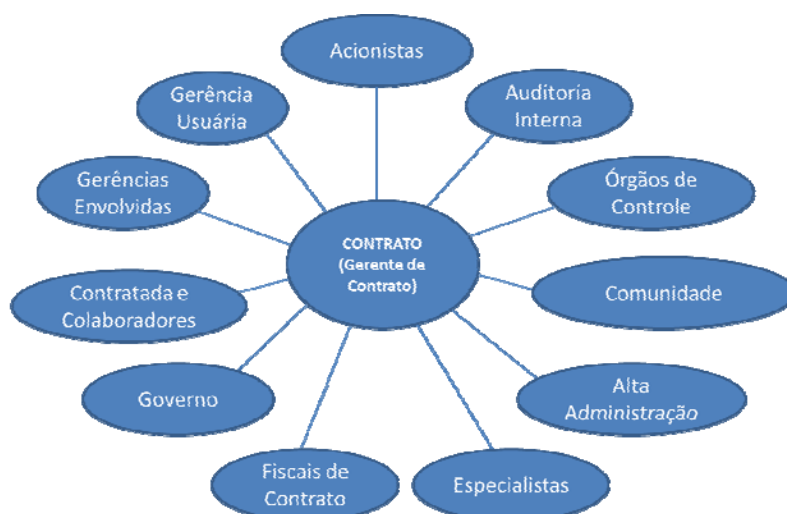 Acionistas
Gerência
Usuária
Auditoria
Interna
Gerências
Envolvidas
Órgãos de
Controle
CONTRATO
(Gerente de
Contrato)
Contratada e
Colaboradores
Comunidade
Governo
Alta
Administração
Fiscais de
Contrato
Especialistas